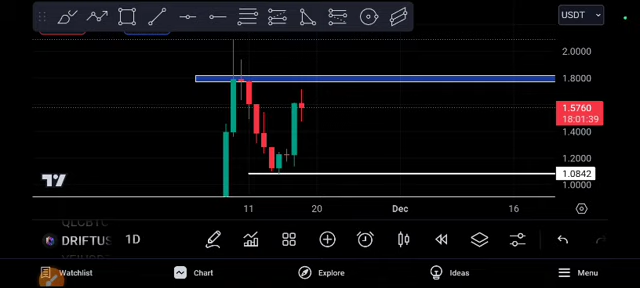 USDT
2.0000
1.8000
1.5760
18:01:39
1.4000
1.2000
1.0842
1.0000
11 20 Dec 16
DRIFTUS 1D
Watchlist Chart Explore Ideas Menu